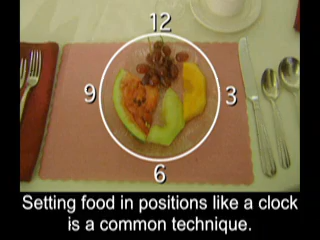 12
9 3
6
Setting food in positions like a clock
is a common technique.